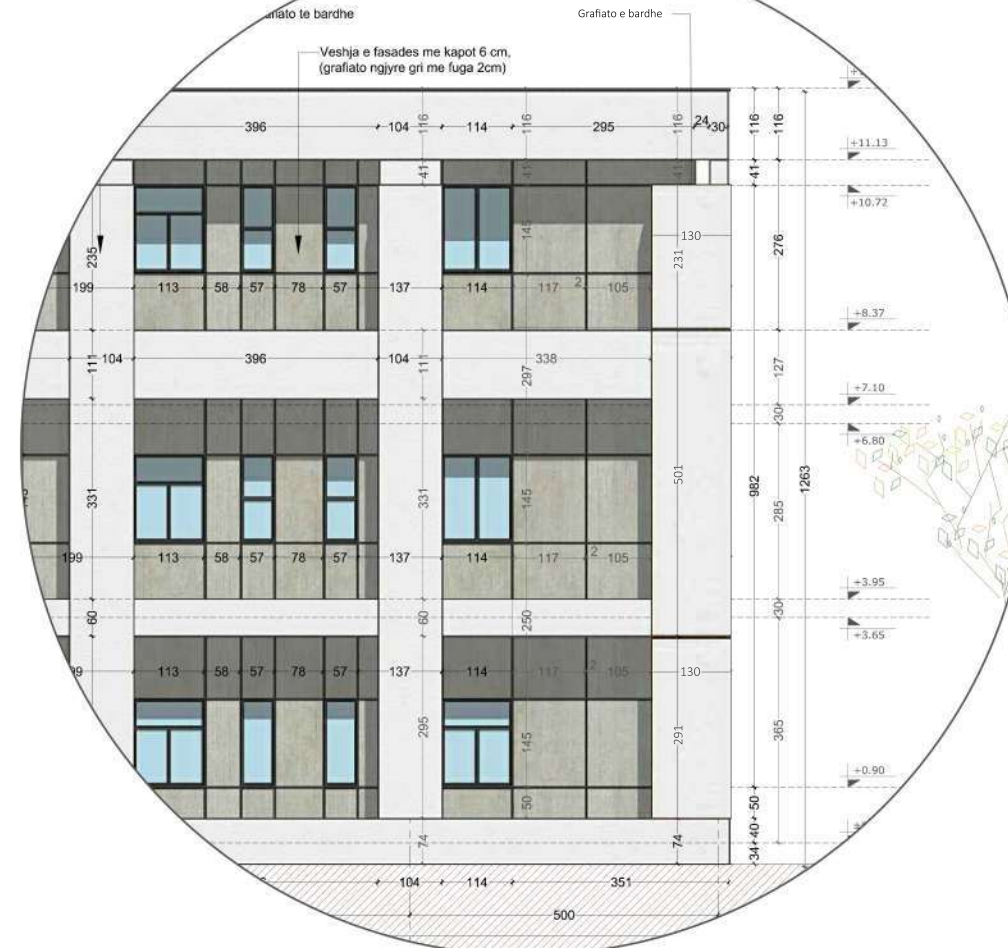 te bardhe
Grafiato e bardhe
Veshja e fasades me kapot 6 cm,
(grafiato ngjyre gri me fuga 2cm)
396 104 116 114 116 295 116 24 30 116 116
+11.13
41 41 41 41
+10.72
235 145 130 231 276
199 113 58 57 78 57 137 114 117 2 105
+8.37
111 104 396 104 111 338 297 127
+7.10
30
+6.80
331 331 145 501 982 285 1263
199 113 58 57 78 57 137 114 117 2 105
+3.95
60 60 250 30
+3.65
99 113 58 57 78 57 137 114 117 2 105 130
295 145 291 365
+0.90
50 50
74 74 40
34
104 114 351
500